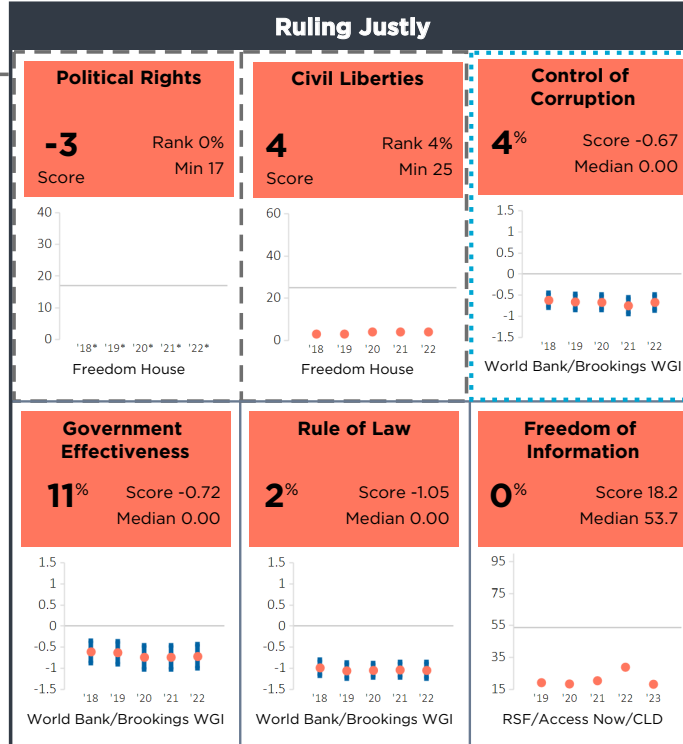 Ruling Justly
Political Rights
-3
Score
Rank 0%
Min 17
40
20
10
0
'18* '19* '20* '21* '22*
Freedom House
Civil Liberties
4
Score
Rank 4%
Min 25
60
40
20
0
'18 '19 '20 '21 '22
Freedom House
Control of
Corruption
4%
Score -0.67
Median 0.00
1.5
1
0.5
0
-0.5
-1
-1.5
'18 '19 '20 '21 '22
World Bank/Brookings WGI
Government
Effectiveness
11%
Score -0.72
Median 0.00
1.5
1
0.5
0
-0.5
-1
-1.5
'18 '19 '20 '21 '22
World Bank/Brookings WGI
Rule of Law
2%
Score -1.05
Median 0.00
1.5
1
0.5
0
-0.5
-1
-1.5
'18 '19 '20 '21 '22
World Bank/Brookings WGI
Freedom of
Information
0%
Score 18.2
Median 53.7
95
75
55
35
15
'19 '20 '21 '22 '23
RSF/Access Now/CLD